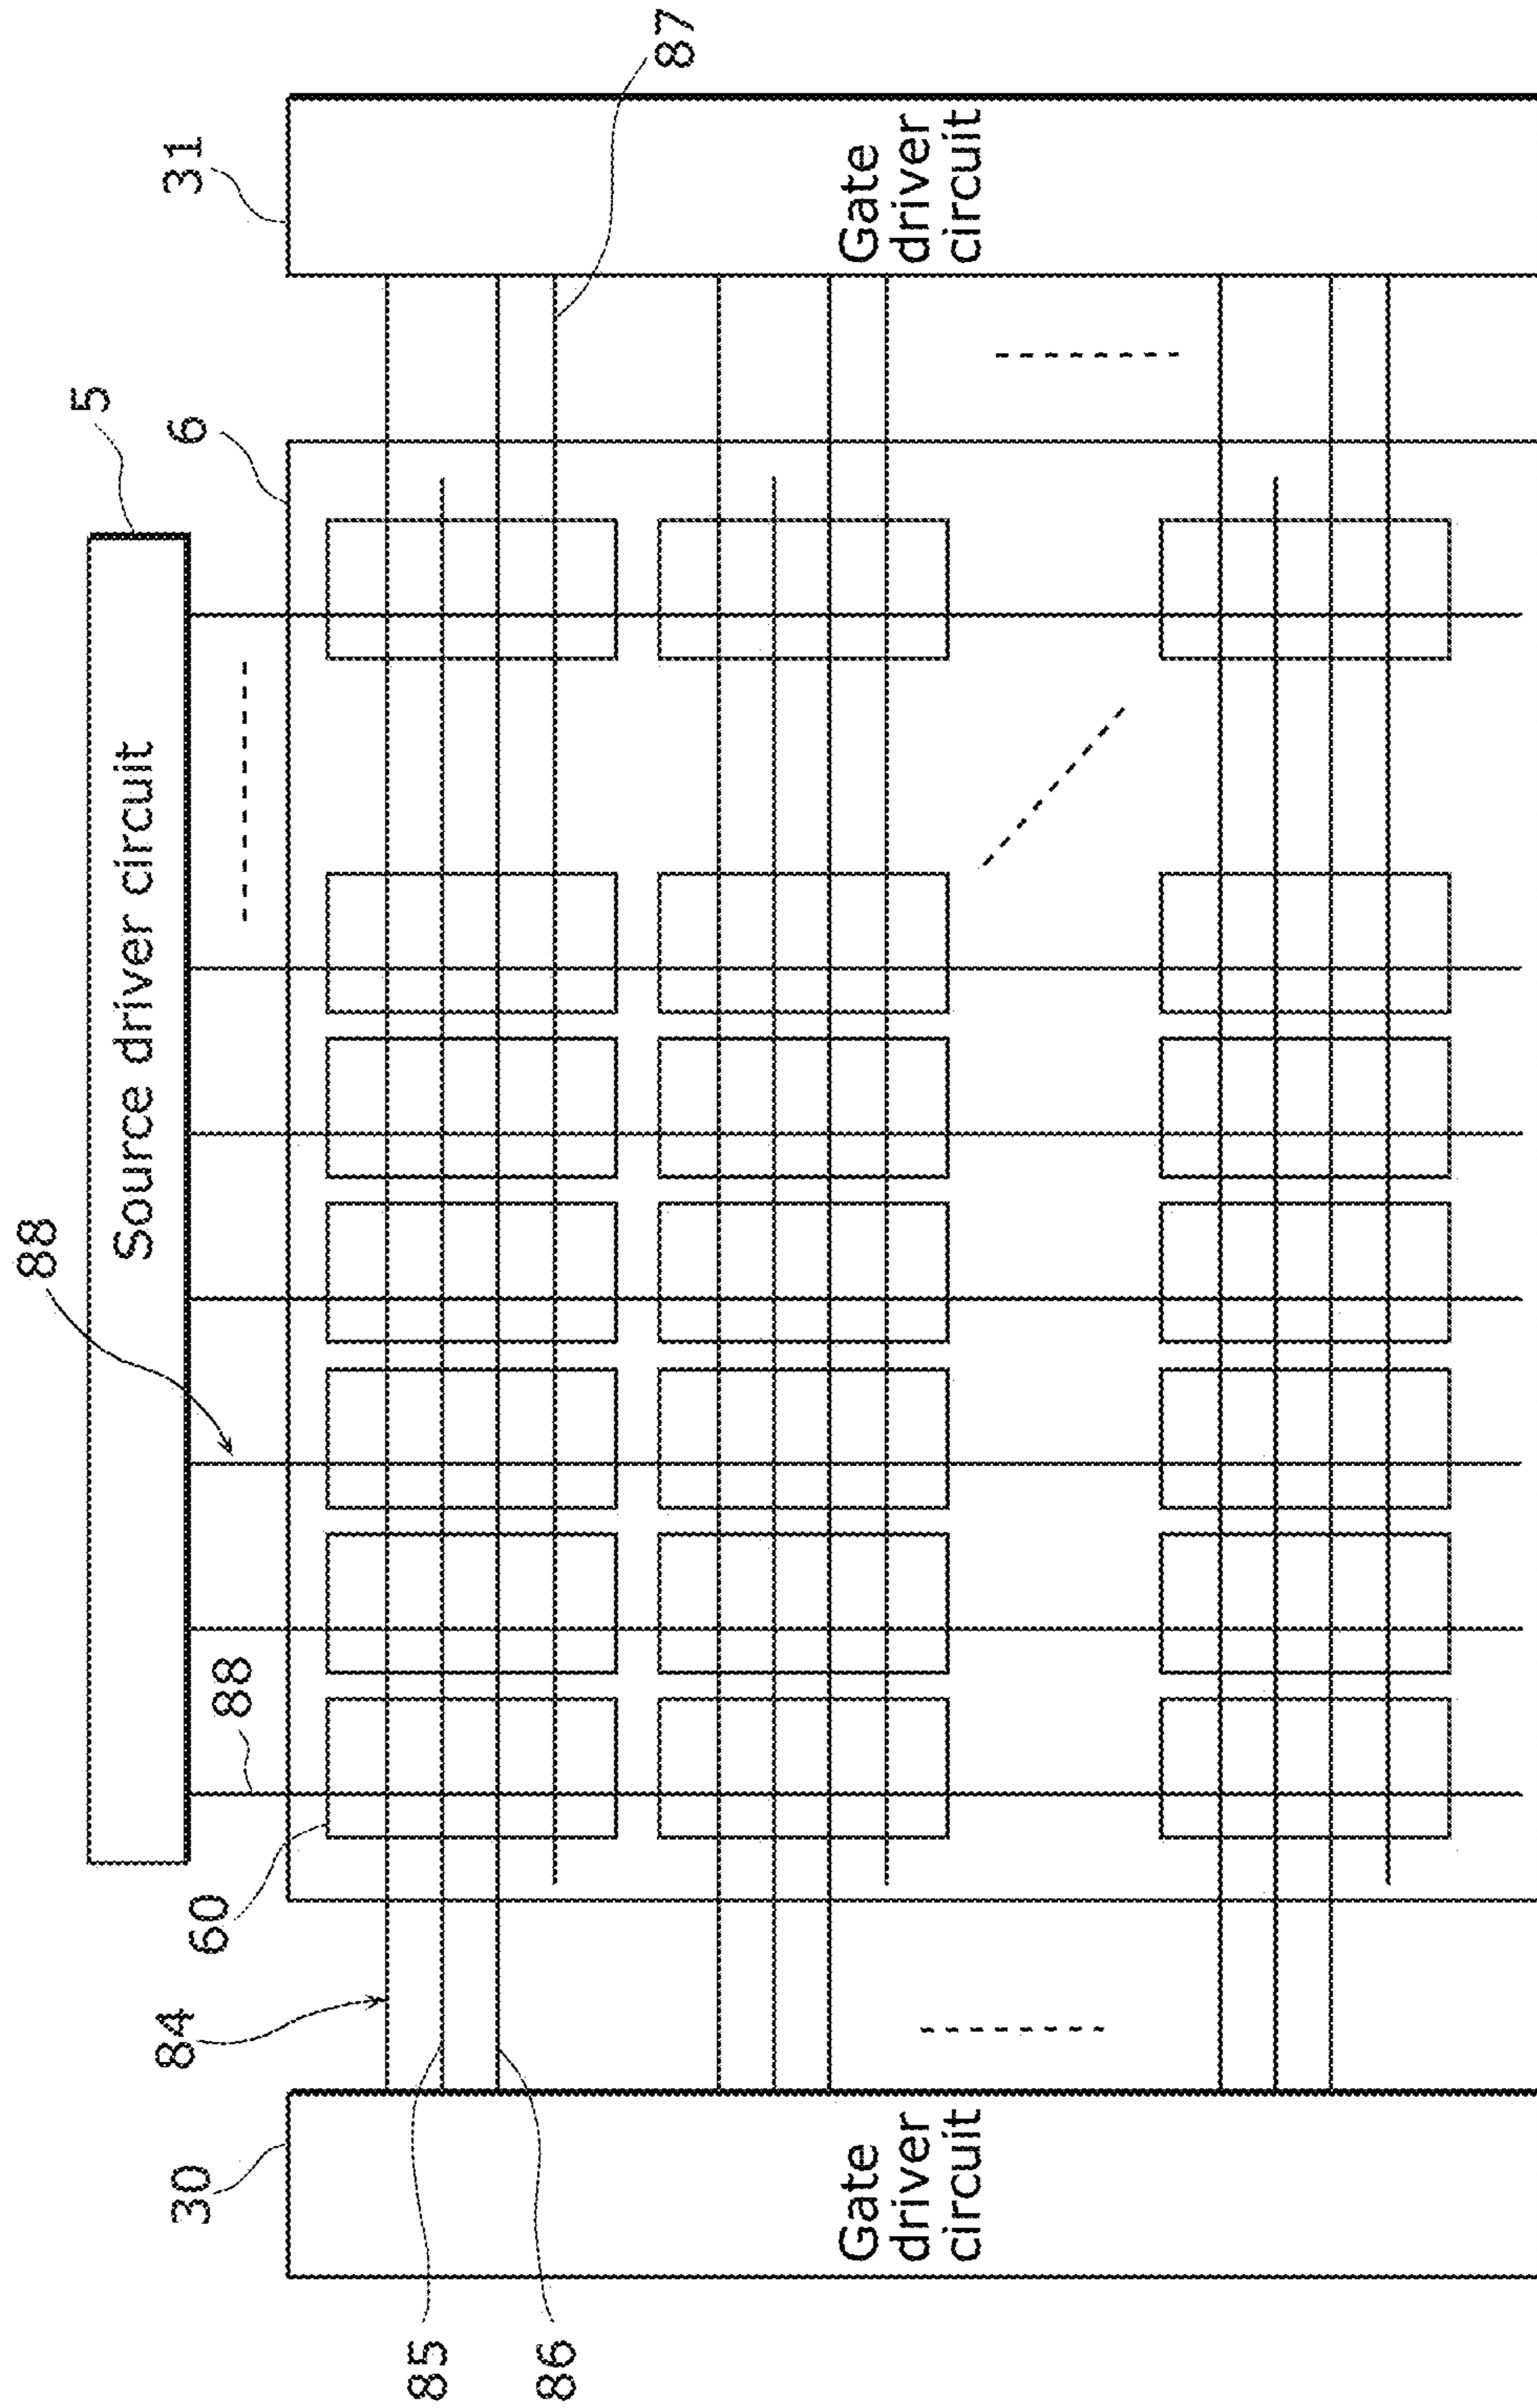 88
5
Source driver circuit
6
31
87
60
88
84
30
85
86
Gate
driver
circuit
Gate
driver
circuit